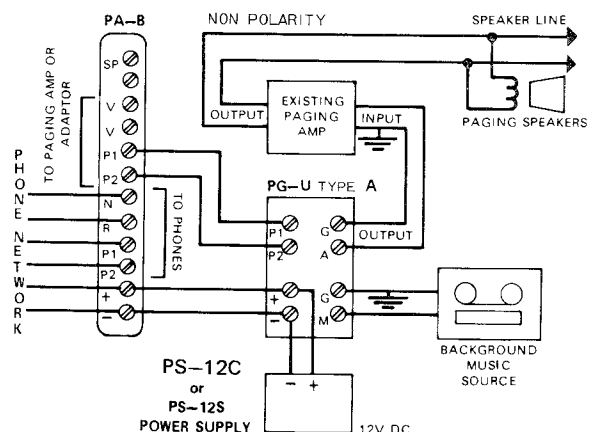 PA-B
NON POLARITY
SPEAKER LINE
SP
V
V
P1
P2
N
R
P1
P2
+
−
TO PAGING AMP OR
ADAPTOR
TO PHONES
PHONE NETWORK
EXISTING
PAGING
AMP
OUTPUT
INPUT
PAGING SPEAKERS
PG-U TYPE A
P1
P2
+
−
G
A
G
M
OUTPUT
BACKGROUND
MUSIC
SOURCE
PS-12C
or
PS-12S
POWER SUPPLY
− +
12V DC